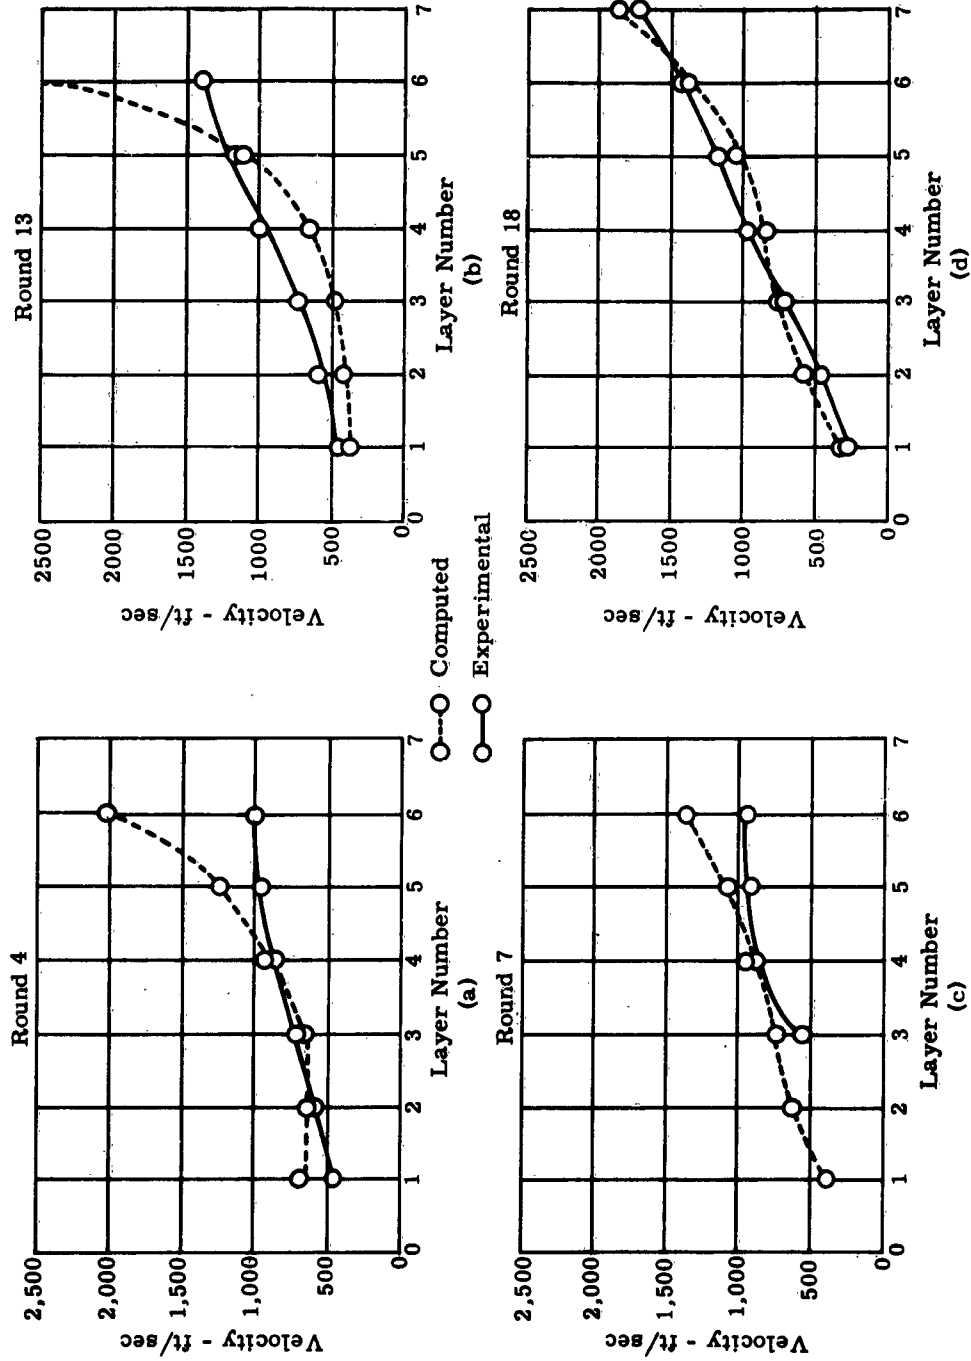 Round 4
2,500
2,000
1,500
1,000
500
0
Velocity - ft/sec
0 1 2 3 4 5 6 7
Layer Number
(a)
Round 13
2500
2000
1500
1000
500
0
Velocity - ft/sec
0 1 2 3 4 5 6 7
Layer Number
(b)
Computed
Experimental
Round 7
2,500
2,000
1,500
1,000
500
0
Velocity - ft/sec
0 1 2 3 4 5 6 7
Layer Number
(c)
Round 18
2500
2000
1500
1000
500
0
Velocity - ft/sec
0 1 2 3 4 5 6 7
Layer Number
(d)